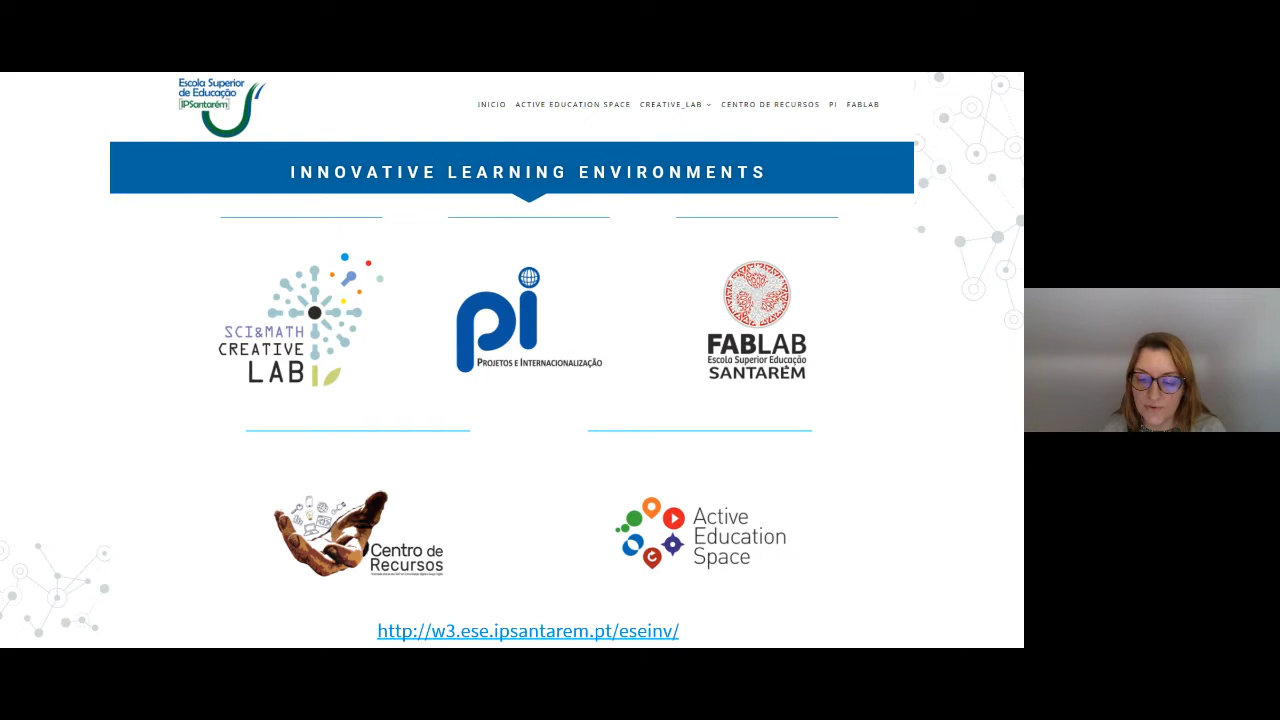 Escola Superior
de Educação
IPSantarém
INICIO ACTIVE EDUCATION SPACE CREATIVE_LAB CENTRO DE RECURSOS PI FABLAB
INNOVATIVE LEARNING ENVIRONMENTS
SCI&MATH
CREATIVE
LAB
pi
PROJETOS E INTERNACIONALIZAÇÃO
FABLAB
Escola Superior Educação
SANTARÉM
Centro de
Recursos
Active
Education
Space
http://w3.ese.ipsantarem.pt/eseinv/